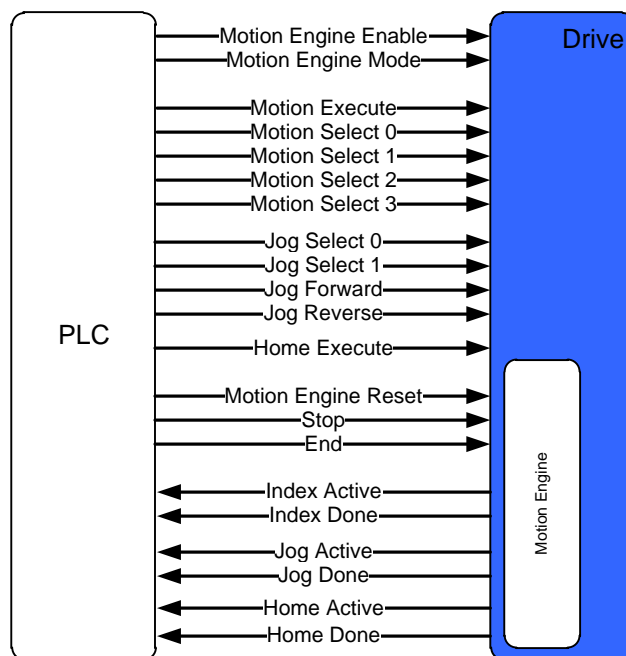 Drive
Motion Engine Enable
Motion Engine Mode
Motion Execute
Motion Select 0
Motion Select 1
Motion Select 2
Motion Select 3
Jog Select 0
Jog Select 1
Jog Forward
Jog Reverse
PLC
Home Execute
Motion Engine Reset
Stop
End
Index Active
Index Done
Jog Active
Jog Done
Home Active
Home Done
Motion Engine